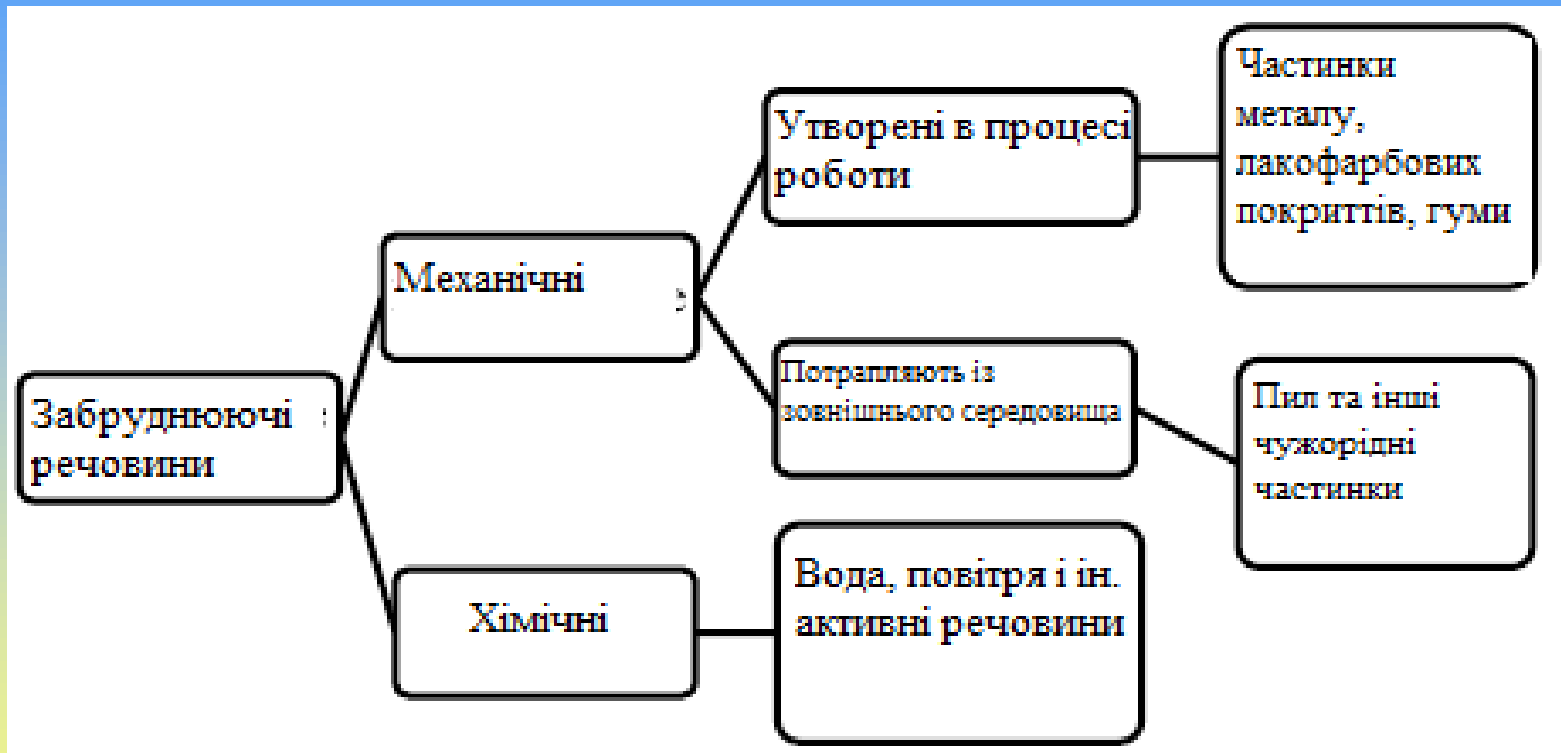 Забруднюючі
речовини
Механічні
Утворені в процесі
роботи
Частинки
металу,
лакофарбових
покриттів, гуми
Потрапляють із
зовнішнього середовища
Пил та інші
чужорідні
частинки
Хімічні
Вода, повітря і ін.
активні речовини